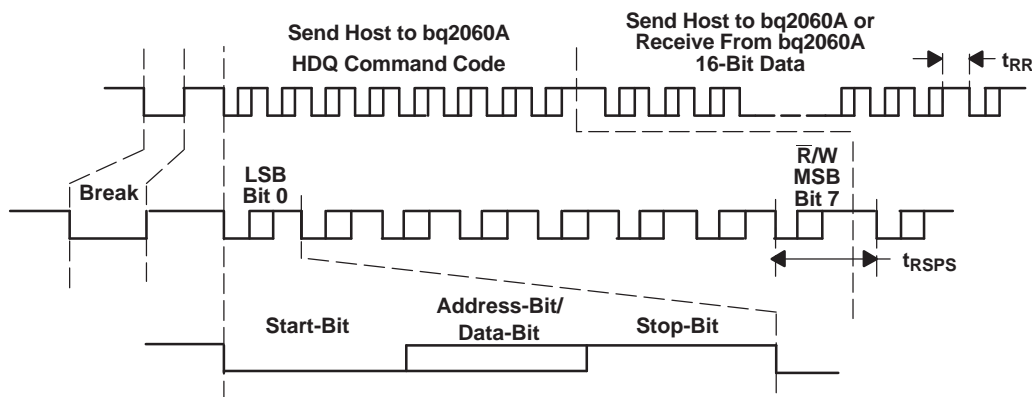 Send Host to bq2060A
HDQ Command Code
Send Host to bq2060A or
Receive From bq2060A
16-Bit Data
tRR
Break
LSB
Bit 0
R̅/W
MSB
Bit 7
tRSPS
Start-Bit
Address-Bit/
Data-Bit
Stop-Bit